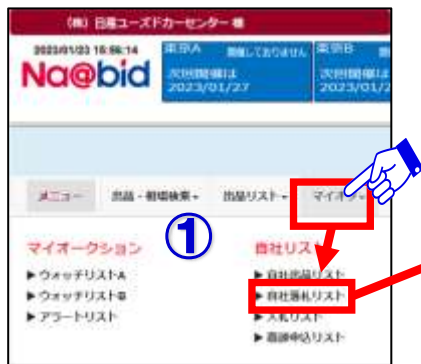 (株) 日産ユーズドカーセンター 様
2023/01/23 16:56:14
Na@bid
東京A 開催しておりません
次回開催は
2023/01/27
東京B
次回開催は
2023/01/2
メニュー 出品・相場検索 出品リスト マイオク
①
マイオークション
▶ ウォッチリストA
▶ ウォッチリストB
▶ アラートリスト
自社リスト
▶ 自社出品リスト
▶ 自社落札リスト
▶ 入札リスト
▶ 商談申込リスト